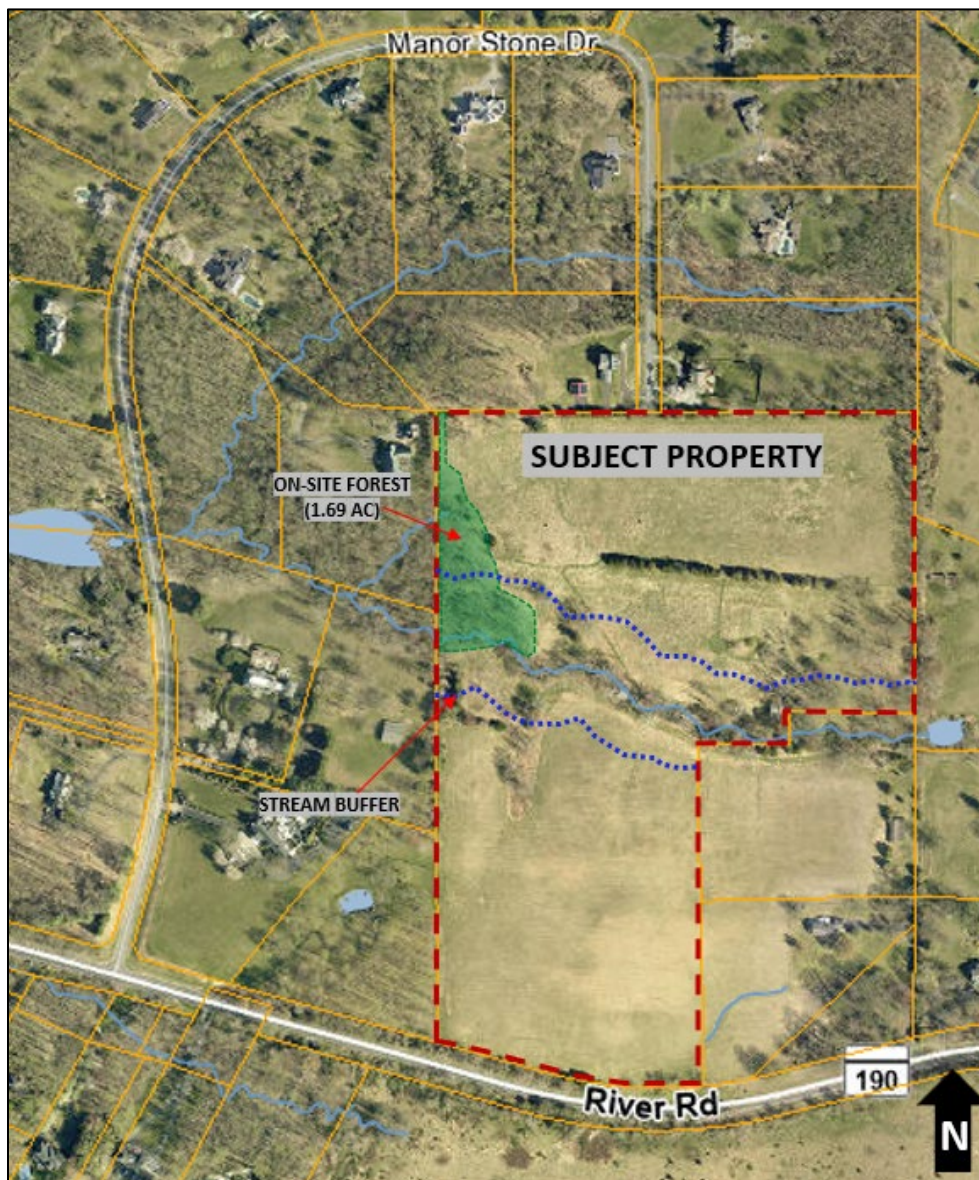 Manor Stone Dr
SUBJECT PROPERTY
ON-SITE FOREST
(1.69 AC)
STREAM BUFFER
190
River Rd
N